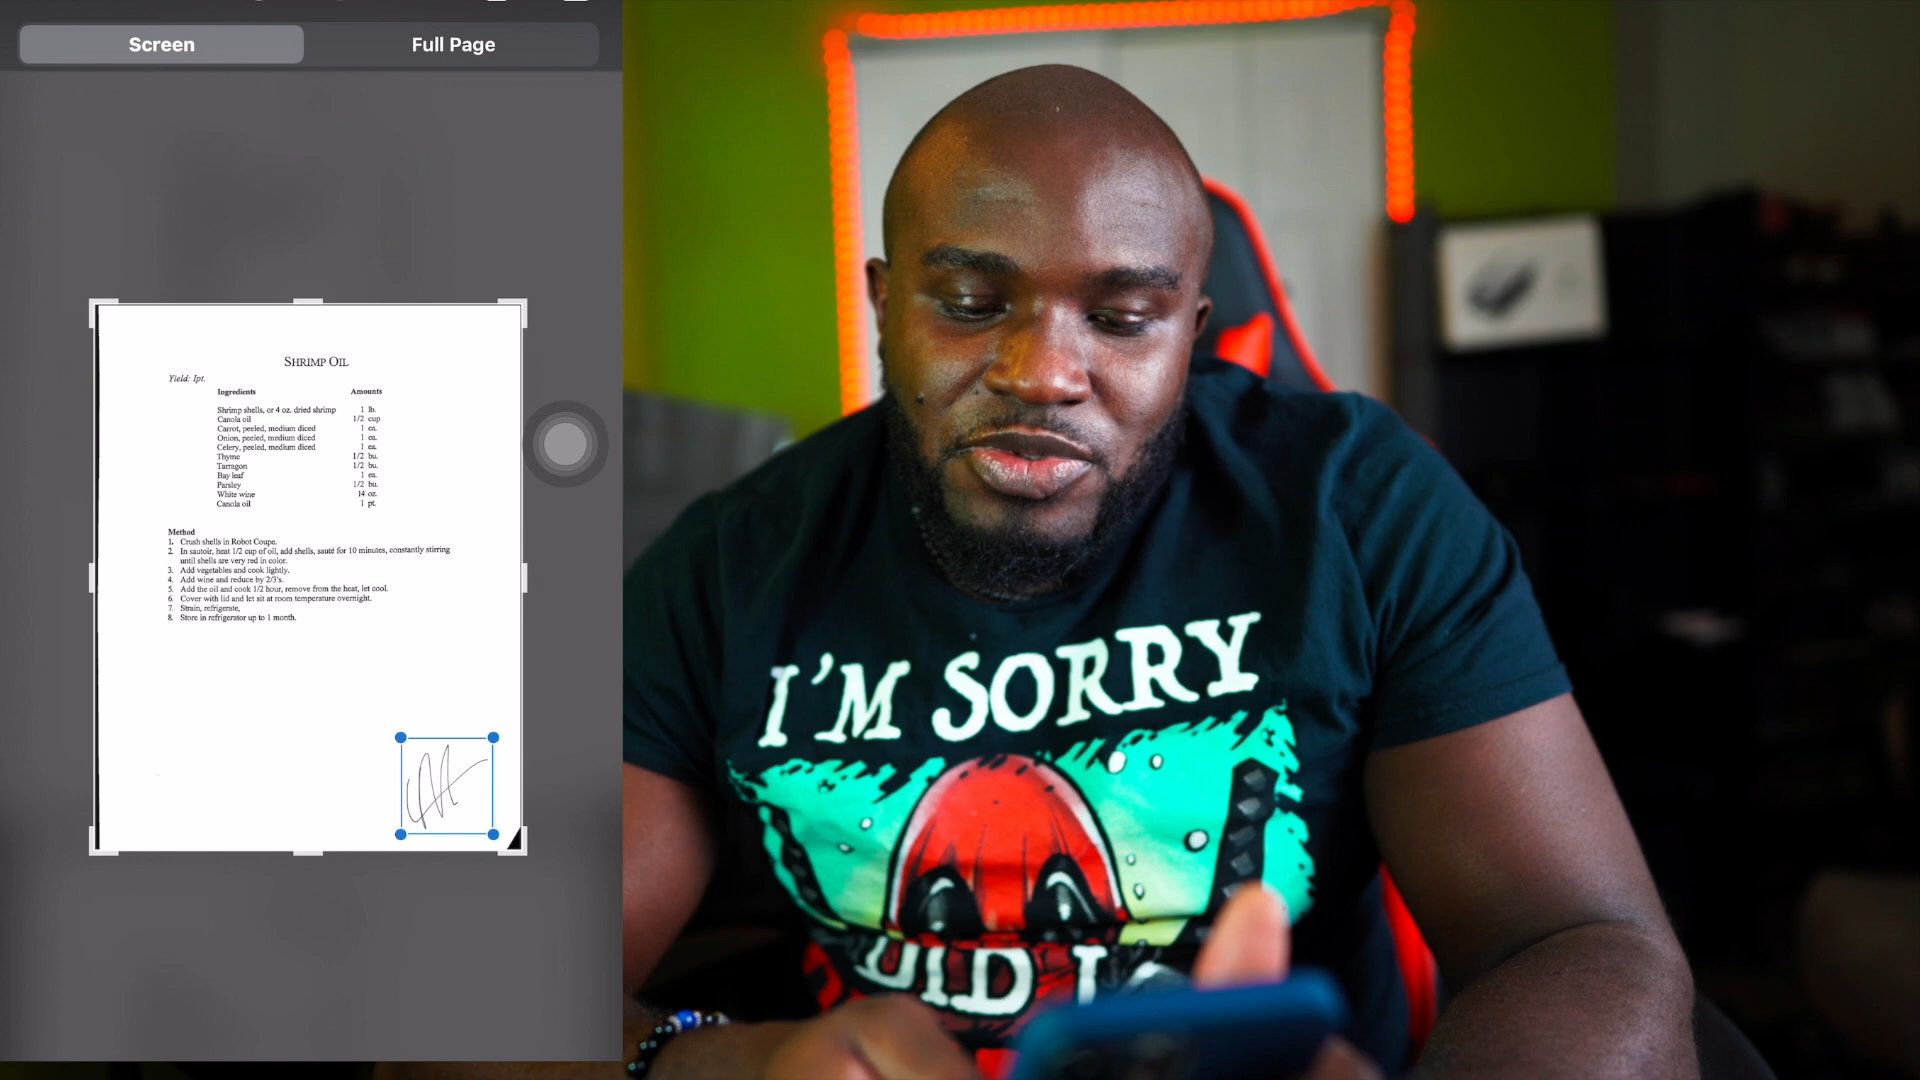 Screen
Full Page
SHRIMP OIL
Yield: 1pt.
Ingredients Amounts
Shrimp shells, or 4 oz. dried shrimp 1 lb.
Canola oil 1/2 cup
Carrot, peeled, medium diced 1 ea.
Onion, peeled, medium diced 1 ea.
Celery, peeled, medium diced 1 ea.
Thyme 1/2 bu.
Tarragon 1/2 bu.
Bay leaf 1 ea.
Parsley 1/2 bu.
White wine 14 oz.
Canola oil 1 pt.
Method
1. Crush shells in Robot Coupe.
2. In sautoir, heat 1/2 cup of oil, add shells, sauté for 10 minutes, constantly stirring
until shells are very red in color.
3. Add vegetables and cook lightly.
4. Add wine and reduce by 2/3's.
5. Add the oil and cook 1/2 hour, remove from the heat, let cool.
6. Cover with lid and let sit at room temperature overnight.
7. Strain, refrigerate,
8. Store in refrigerator up to 1 month.
I'M SORRY
DID I